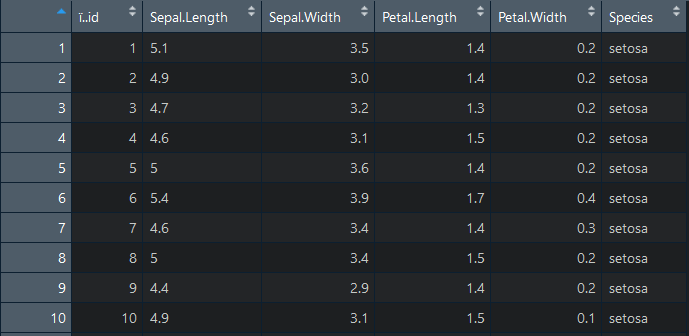 ï..id Sepal.Length Sepal.Width Petal.Length Petal.Width Species
1 1 5.1 3.5 1.4 0.2 setosa
2 2 4.9 3.0 1.4 0.2 setosa
3 3 4.7 3.2 1.3 0.2 setosa
4 4 4.6 3.1 1.5 0.2 setosa
5 5 5 3.6 1.4 0.2 setosa
6 6 5.4 3.9 1.7 0.4 setosa
7 7 4.6 3.4 1.4 0.3 setosa
8 8 5 3.4 1.5 0.2 setosa
9 9 4.4 2.9 1.4 0.2 setosa
10 10 4.9 3.1 1.5 0.1 setosa